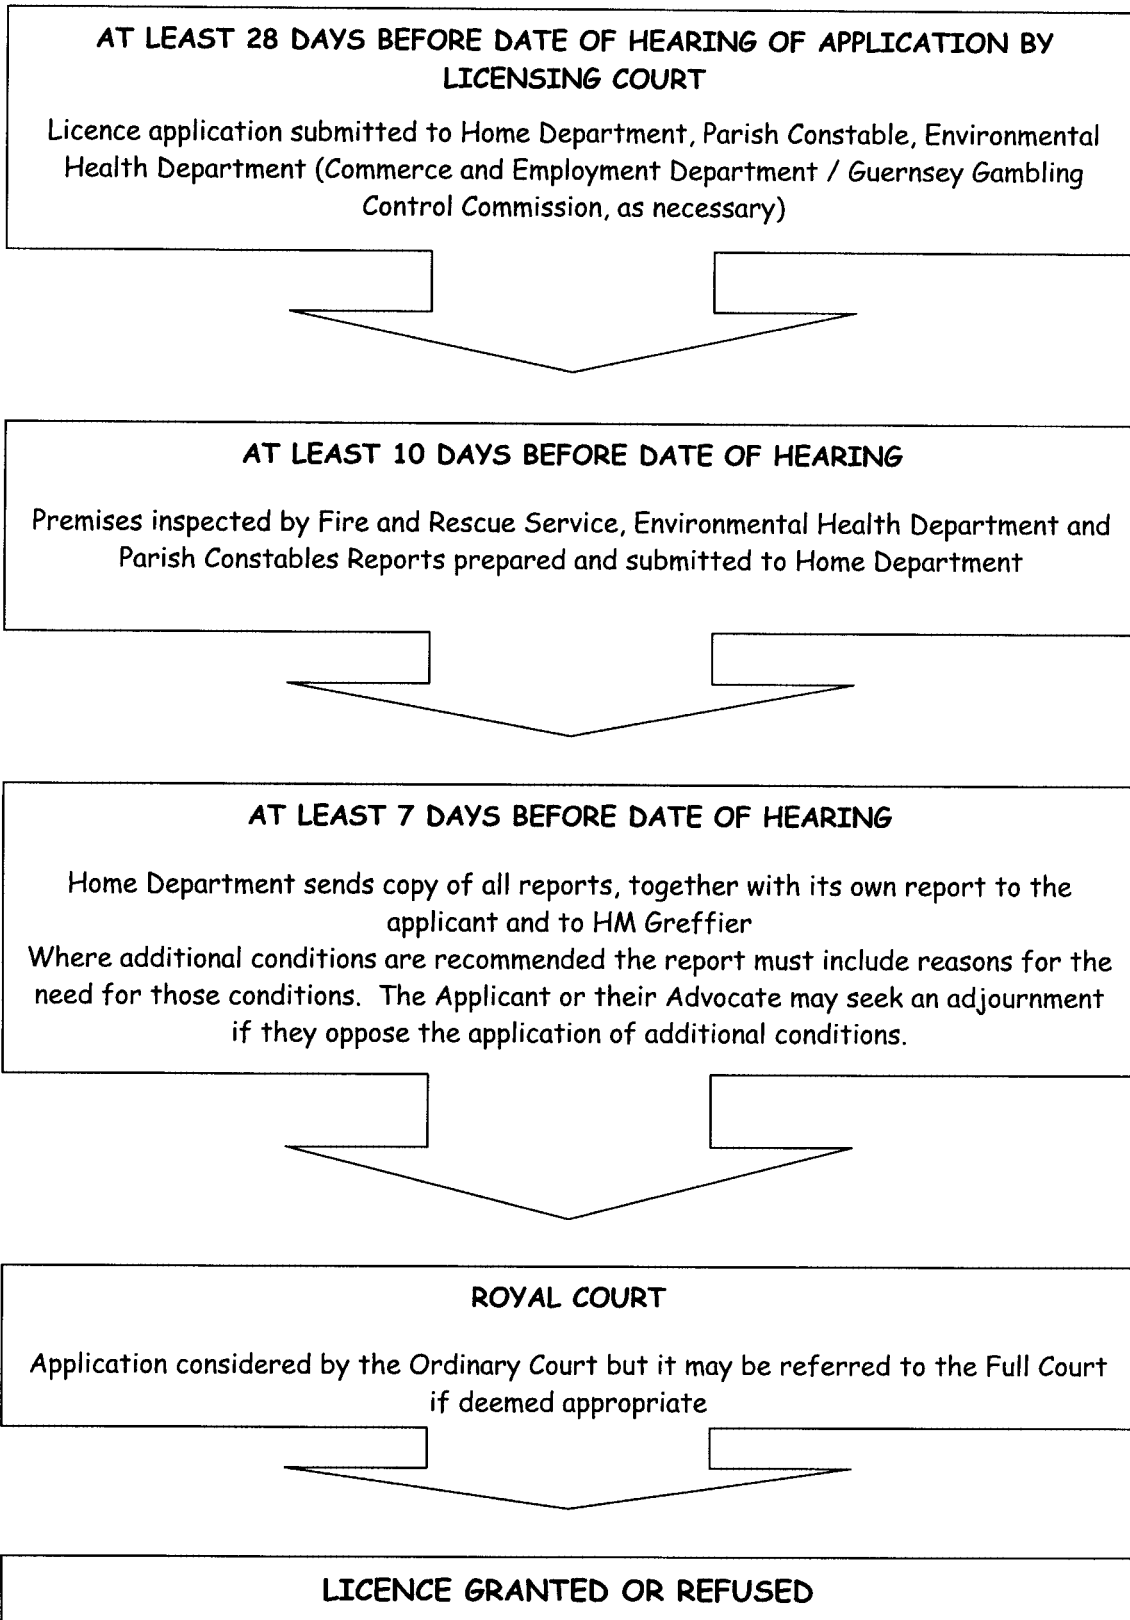 AT LEAST 28 DAYS BEFORE DATE OF HEARING OF APPLICATION BY
LICENSING COURT
Licence application submitted to Home Department, Parish Constable, Environmental
Health Department (Commerce and Employment Department / Guernsey Gambling
Control Commission, as necessary)
AT LEAST 10 DAYS BEFORE DATE OF HEARING
Premises inspected by Fire and Rescue Service, Environmental Health Department and
Parish Constables Reports prepared and submitted to Home Department
AT LEAST 7 DAYS BEFORE DATE OF HEARING
Home Department sends copy of all reports, together with its own report to the
applicant and to HM Greffier
Where additional conditions are recommended the report must include reasons for the
need for those conditions. The Applicant or their Advocate may seek an adjournment
if they oppose the application of additional conditions.
ROYAL COURT
Application considered by the Ordinary Court but it may be referred to the Full Court
if deemed appropriate
LICENCE GRANTED OR REFUSED